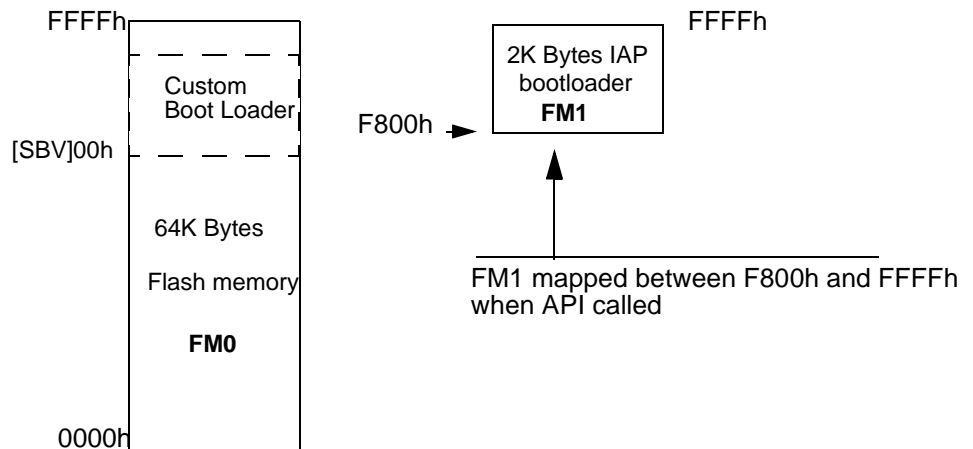 FFFFh
Custom
Boot Loader
[SBV]00h
64K Bytes
Flash memory
FM0
0000h
FFFFh
2K Bytes IAP
bootloader
FM1
F800h
FM1 mapped between F800h and FFFFh
when API called